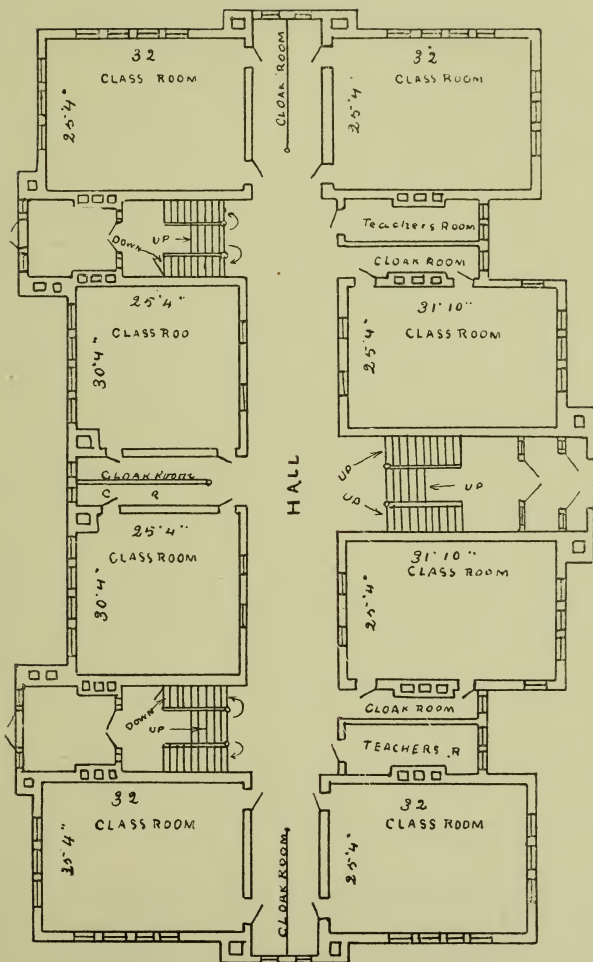 32
CLASS ROOM
25'4"
CLOAK ROOM
32
CLASS ROOM
25'4"
DOWN
UP
Teachers Room
CLOAK ROOM
25'4"
CLASS ROO
30'4"
31'10"
CLASS ROOM
25'4"
CLOAK ROOM
C R
HALL
UP
UP
UP
25'4"
CLASS ROOM
30'4"
31'10"
CLASS ROOM
25'4"
DOWN
UP
CLOAK ROOM
TEACHERS R
32
CLASS ROOM
25'4"
CLOAK ROOM
32
CLASS ROOM
25'4"